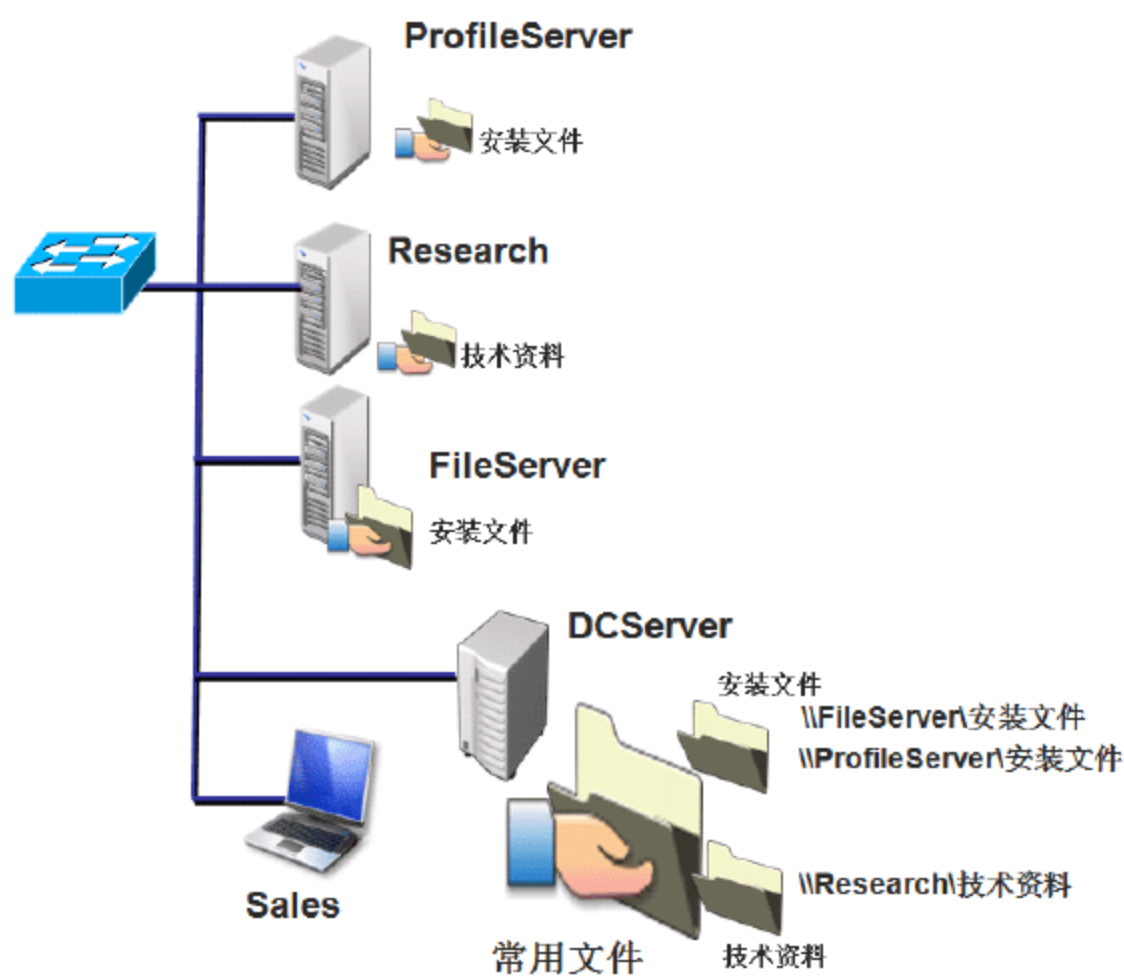 ProfileServer
安装文件
Research
技术资料
FileServer
安装文件
DCServer
安装文件
\\FileServer\安装文件
\\ProfileServer\安装文件
\\Research\技术资料
Sales
常用文件
技术资料